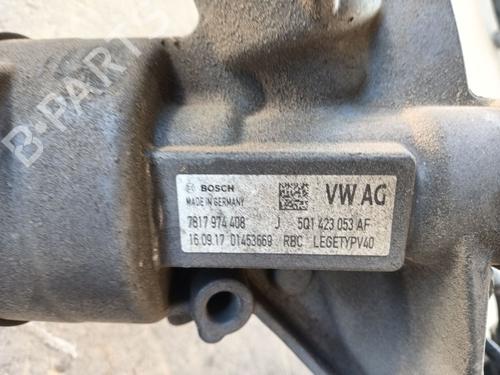 B-PARTS
BOSCH VW AG
MADE IN GERMANY
7817 974 408 J 5Q1 423 053 AF
16.09.17 01453669 RBC LEGETYPV40